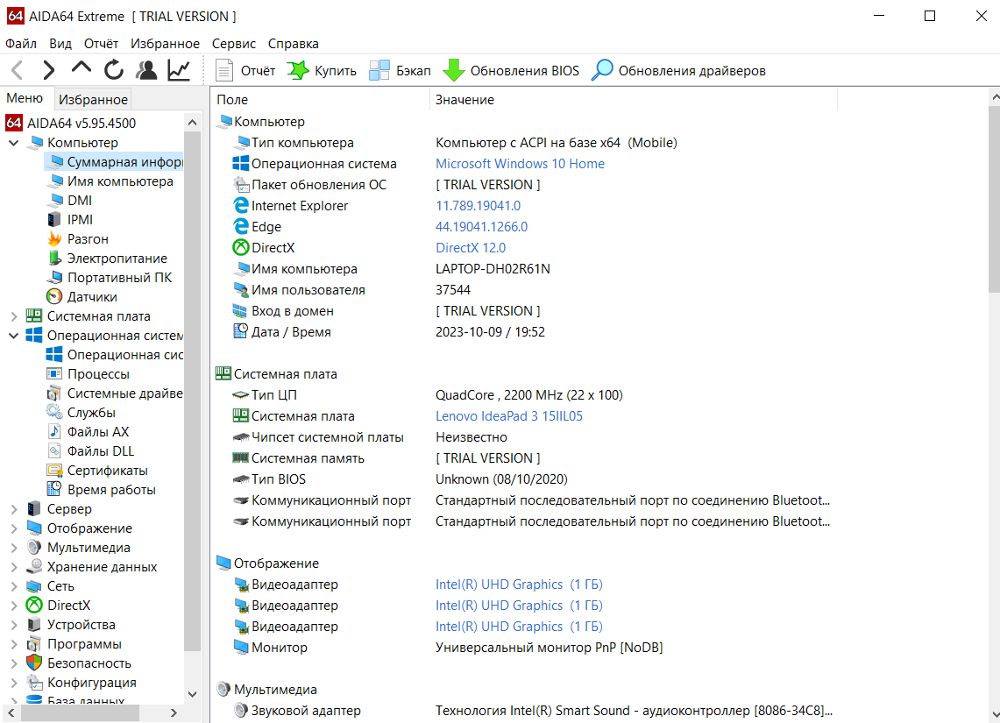 64 AIDA64 Extreme [ TRIAL VERSION ]
Файл Вид Отчёт Избранное Сервис Справка
Отчёт Купить Бэкап Обновления BIOS Обновления драйверов
Меню Избранное
64 AIDA64 v5.95.4500
Компьютер
Суммарная инфор
Имя компьютера
DMI
IPMI
Разгон
Электропитание
Портативный ПК
Датчики
Системная плата
Операционная систем
Операционная сис
Процессы
Системные драйве
Службы
Файлы AX
Файлы DLL
Сертификаты
Время работы
Сервер
Отображение
Мультимедиа
Хранение данных
Сеть
DirectX
Устройства
Программы
Безопасность
Конфигурация
База данных
Поле Значение
Компьютер
Тип компьютера Компьютер с ACPI на базе x64 (Mobile)
Операционная система Microsoft Windows 10 Home
Пакет обновления ОС [ TRIAL VERSION ]
Internet Explorer 11.789.19041.0
Edge 44.19041.1266.0
DirectX DirectX 12.0
Имя компьютера LAPTOP-DH02R61N
Имя пользователя 37544
Вход в домен [ TRIAL VERSION ]
Дата / Время 2023-10-09 / 19:52
Системная плата
Тип ЦП QuadCore , 2200 MHz (22 x 100)
Системная плата Lenovo IdeaPad 3 15IIL05
Чипсет системной платы Неизвестно
Системная память [ TRIAL VERSION ]
Тип BIOS Unknown (08/10/2020)
Коммуникационный порт Стандартный последовательный порт по соединению Bluetoot...
Коммуникационный порт Стандартный последовательный порт по соединению Bluetoot...
Отображение
Видеоадаптер Intel(R) UHD Graphics (1 ГБ)
Видеоадаптер Intel(R) UHD Graphics (1 ГБ)
Видеоадаптер Intel(R) UHD Graphics (1 ГБ)
Монитор Универсальный монитор PnP [NoDB]
Мультимедиа
Звуковой адаптер Технология Intel(R) Smart Sound - аудиоконтроллер [8086-34C8]...